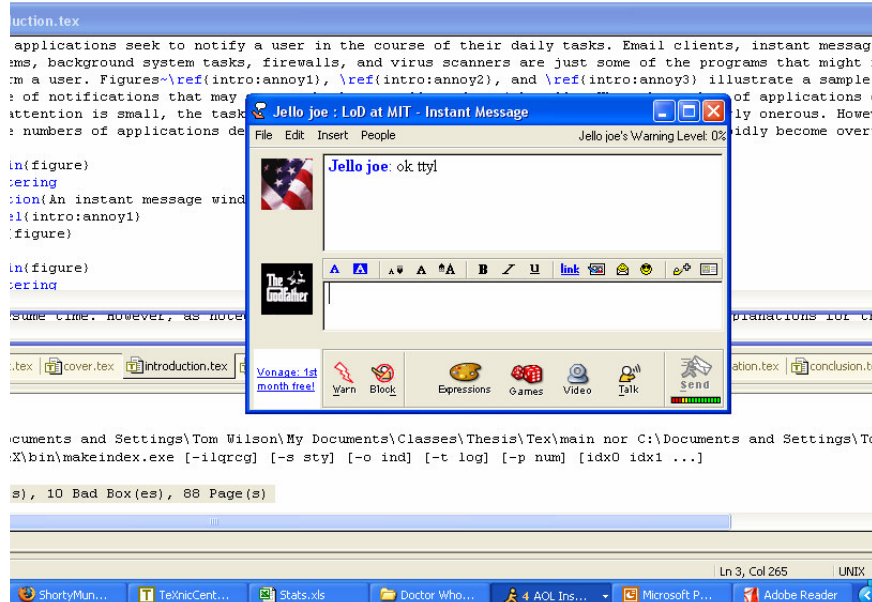 uction.tex
applications seek to notify a user in the course of their daily tasks. Email clients, instant messag
ems, background system tasks, firewalls, and virus scanners are just some of the programs that might
rm a user. Figures~\ref{intro:annoy1}, \ref{intro:annoy2}, and \ref{intro:annoy3} illustrate a sample
e of notifications that may of applications
attention is small, the task ly onerous. Howev
e numbers of applications de idly become over
in{figure}
tering
tion{An instant message wind
el{intro:annoy1}
{figure}
in{figure}
tering
Jello joe : LoD at MIT - Instant Message
File Edit Insert People Jello joe's Warning Level: 0%
Jello joe: ok ttyl
The Godfather
A A A A A B I U link
Vonage: 1st
month free!
Warn Block Expressions Games Video Talk Send
sume time. However, as note planations for t
.tex cover.tex introduction.tex ation.tex conclusion.t
ocuments and Settings\Tom Wilson\My Documents\Classes\Thesis\Tex\main nor C:\Documents and Settings\To
X\bin\makeindex.exe [-ilqrcg] [-s sty] [-o ind] [-t log] [-p num] [idx0 idx1 ...]
s), 10 Bad Box(es), 88 Page(s)
Ln 3, Col 265 UNIX
ShortyMun... TeXnicCent... Stats.xls Doctor Who... 4 AOL Ins... Microsoft P... Adobe Reader